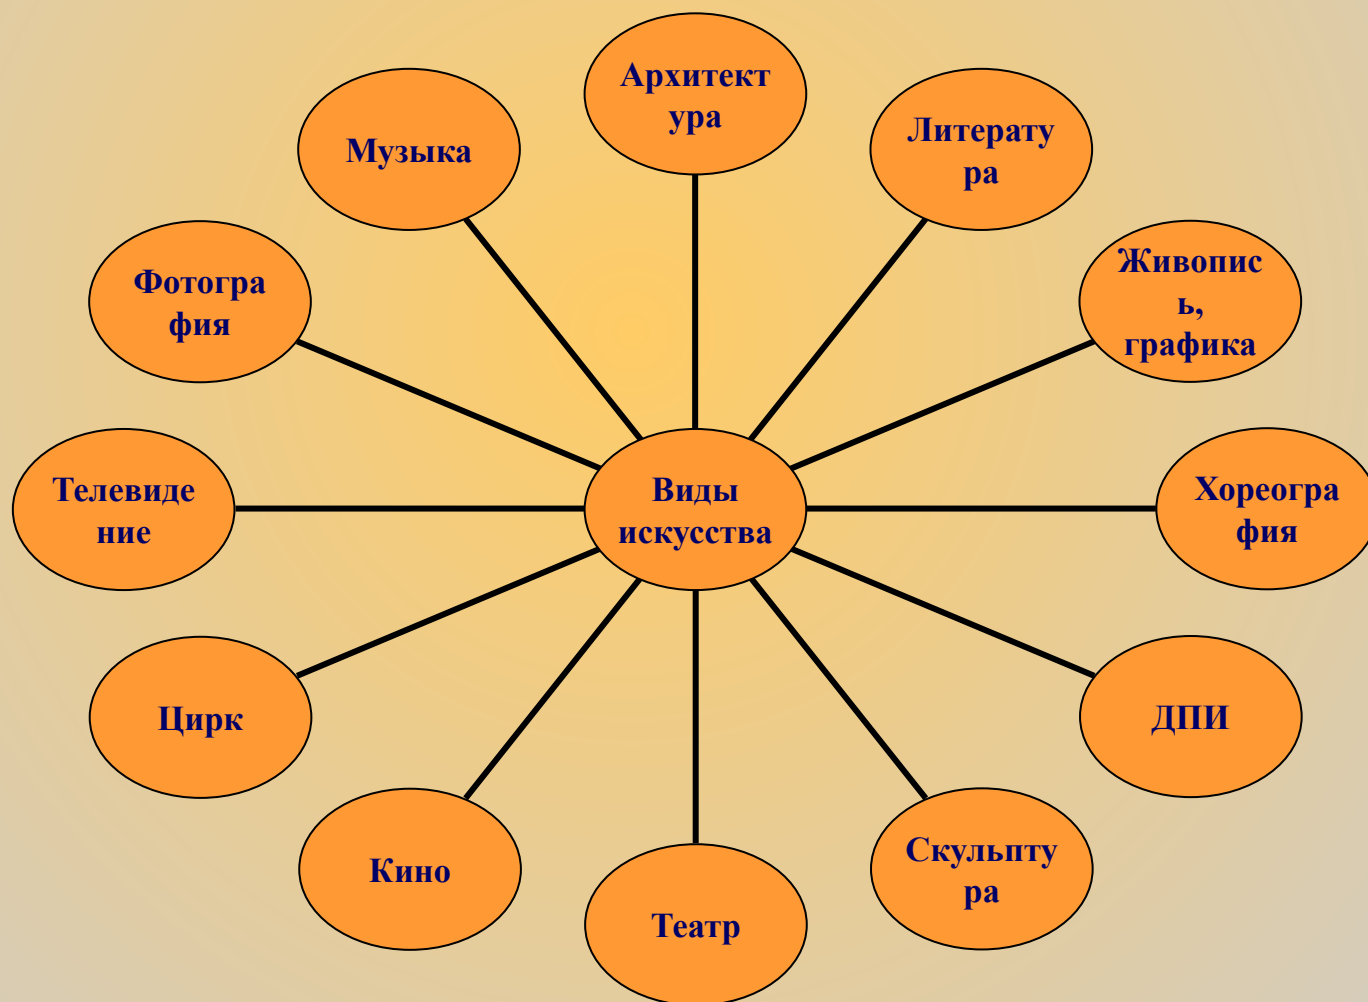 Архитект
ура
Литерату
ра
Живопис
ь,
графика
Хореогра
фия
ДПИ
Скульпту
ра
Театр
Кино
Цирк
Телевиде
ние
Фотогра
фия
Музыка
Виды
искусства